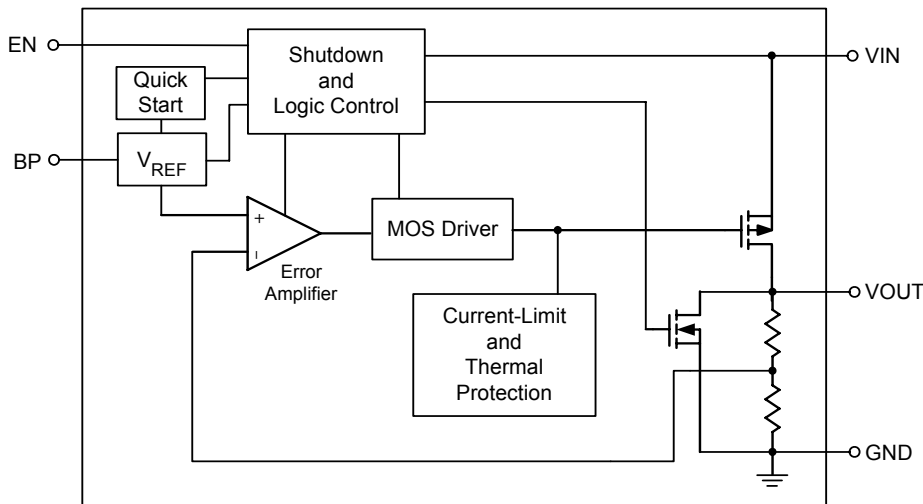 EN
Shutdown
and
Logic Control
VIN
Quick
Start
BP
VREF
+
-
Error
Amplifier
MOS Driver
VOUT
Current-Limit
and
Thermal
Protection
GND